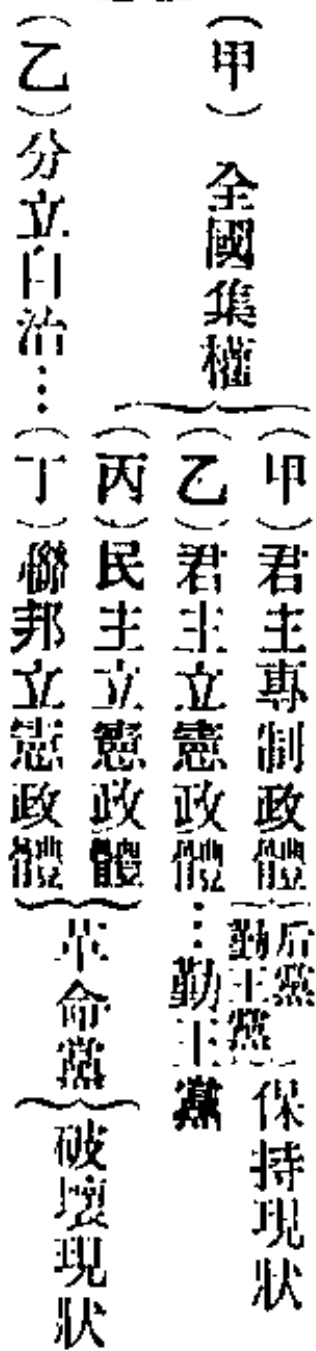 （甲）　全國集權
（甲）君主專制政體
后黨
勤王黨
保持現狀
（乙）君主立憲政體…勤王黨
（丙）民主立憲政體
（乙）分立自治…（丁）聯邦立憲政體
革命黨
破壞現狀